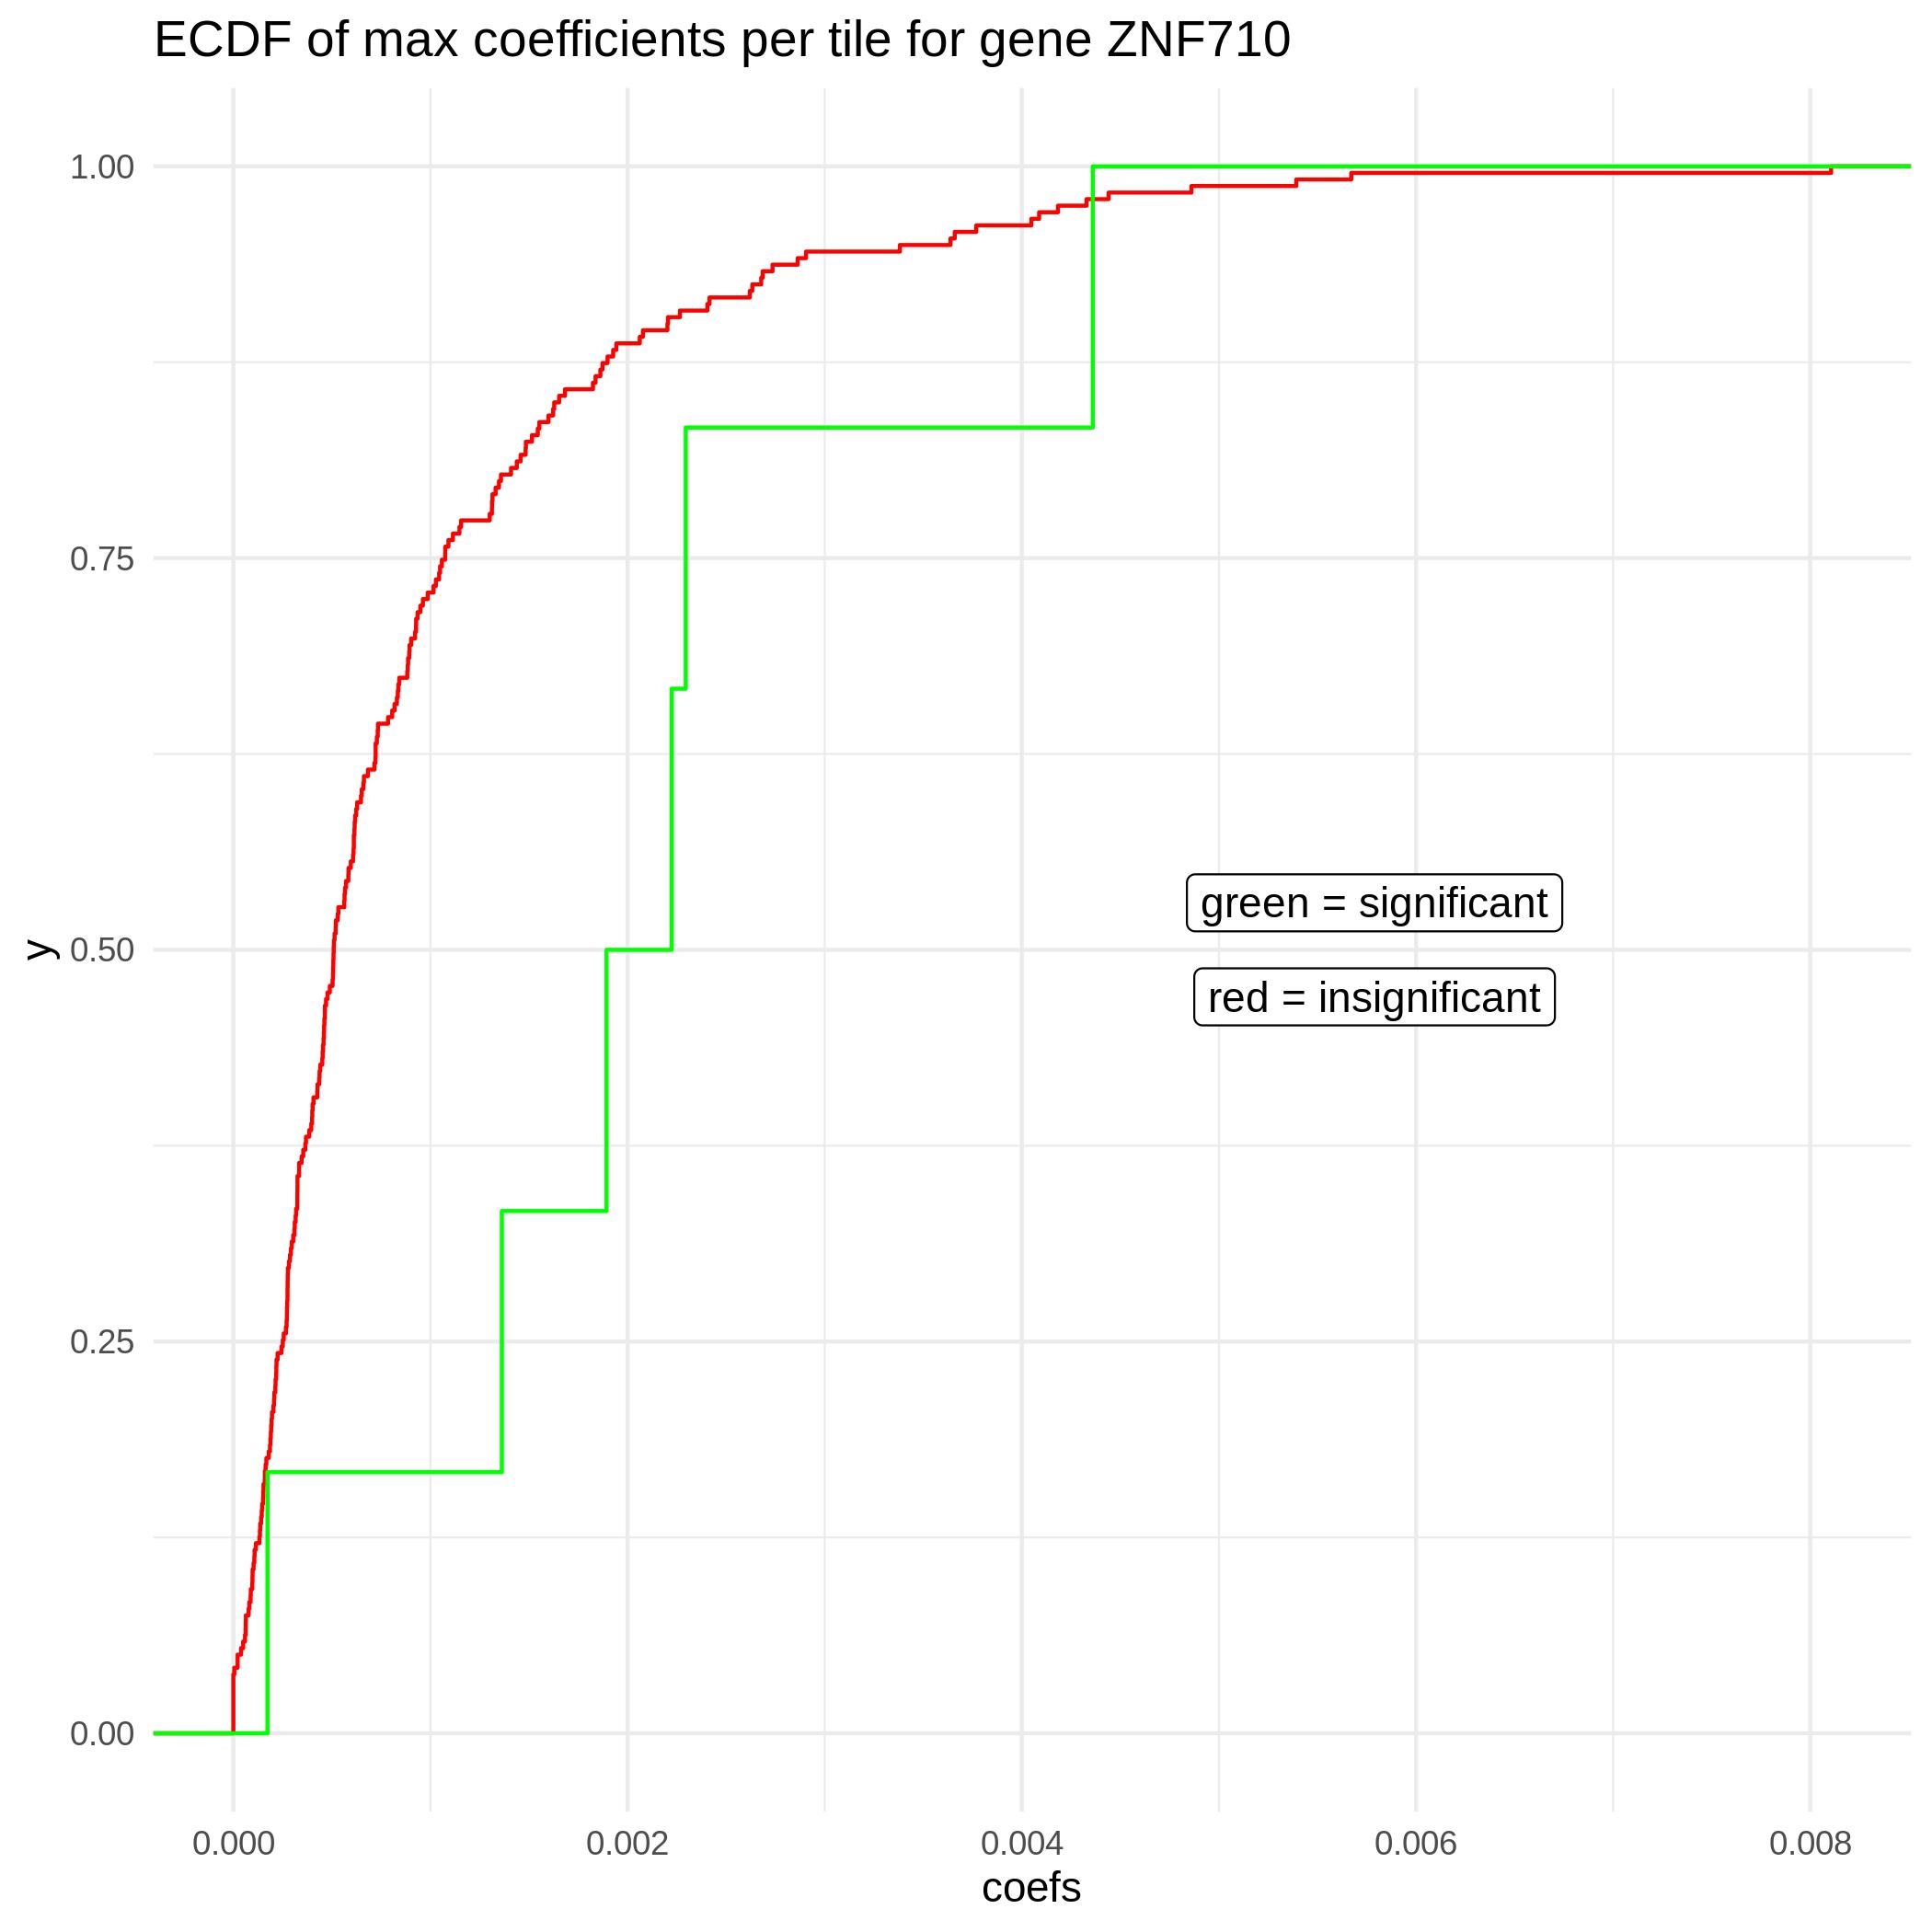 ECDF of max coefficients per tile for gene ZNF710
1.00
0.75
0.50
0.25
0.00
y
green = significant
red = insignificant
0.000 0.002 0.004 0.006 0.008
coefs